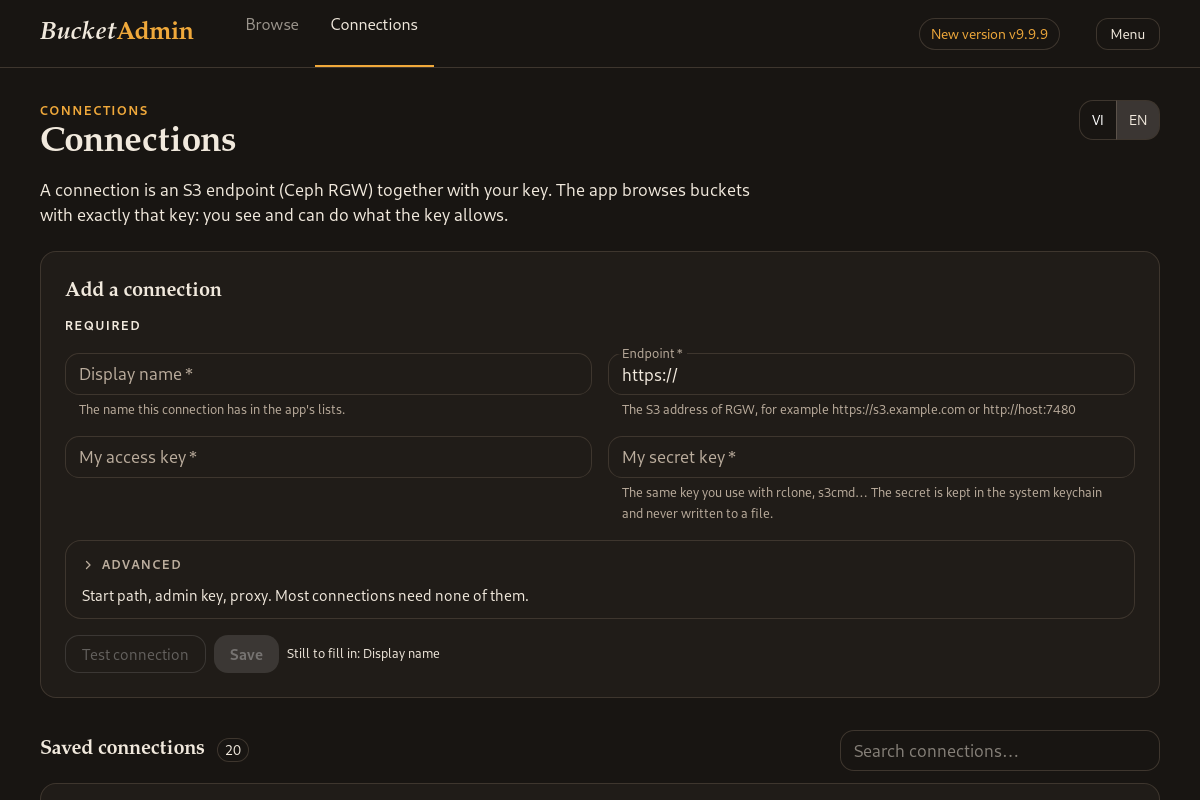 BucketAdmin
Browse
Connections
New version v9.9.9
Menu
CONNECTIONS
Connections
VI
EN
A connection is an S3 endpoint (Ceph RGW) together with your key. The app browses buckets
with exactly that key: you see and can do what the key allows.
Add a connection
REQUIRED
Display name *
The name this connection has in the app's lists.
Endpoint *
https://
The S3 address of RGW, for example https://s3.example.com or http://host:7480
My access key *
My secret key *
The same key you use with rclone, s3cmd… The secret is kept in the system keychain
and never written to a file.
ADVANCED
Start path, admin key, proxy. Most connections need none of them.
Test connection
Save
Still to fill in: Display name
Saved connections
20
Search connections…